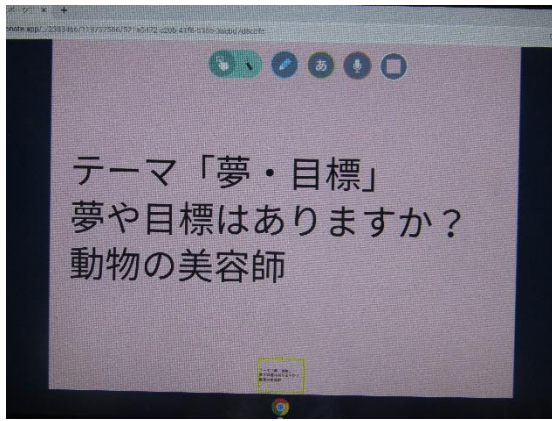 テーマ「夢・目標」
夢や目標はありますか？
動物の美容師